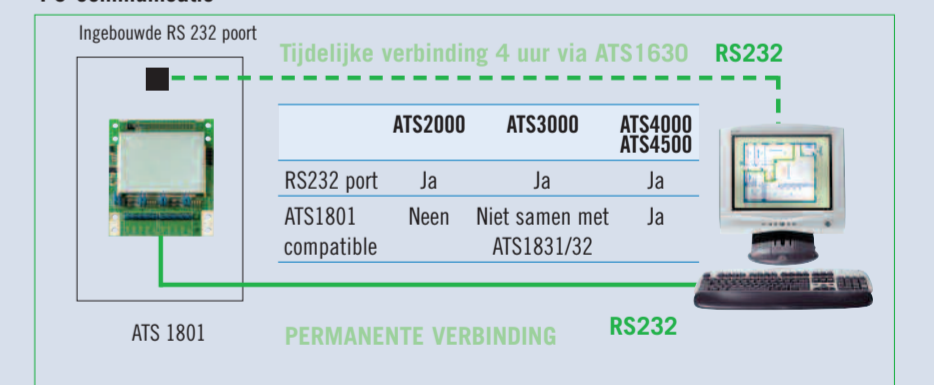 Ingebouwde RS 232 poort
Tijdelijke verbinding 4 uur via ATS1630 RS232
ATS2000 ATS3000 ATS4000
ATS4500
RS232 port Ja Ja Ja
ATS1801 Neen Niet samen met Ja
compatible ATS1831/32
ATS 1801
PERMANENTE VERBINDING RS232